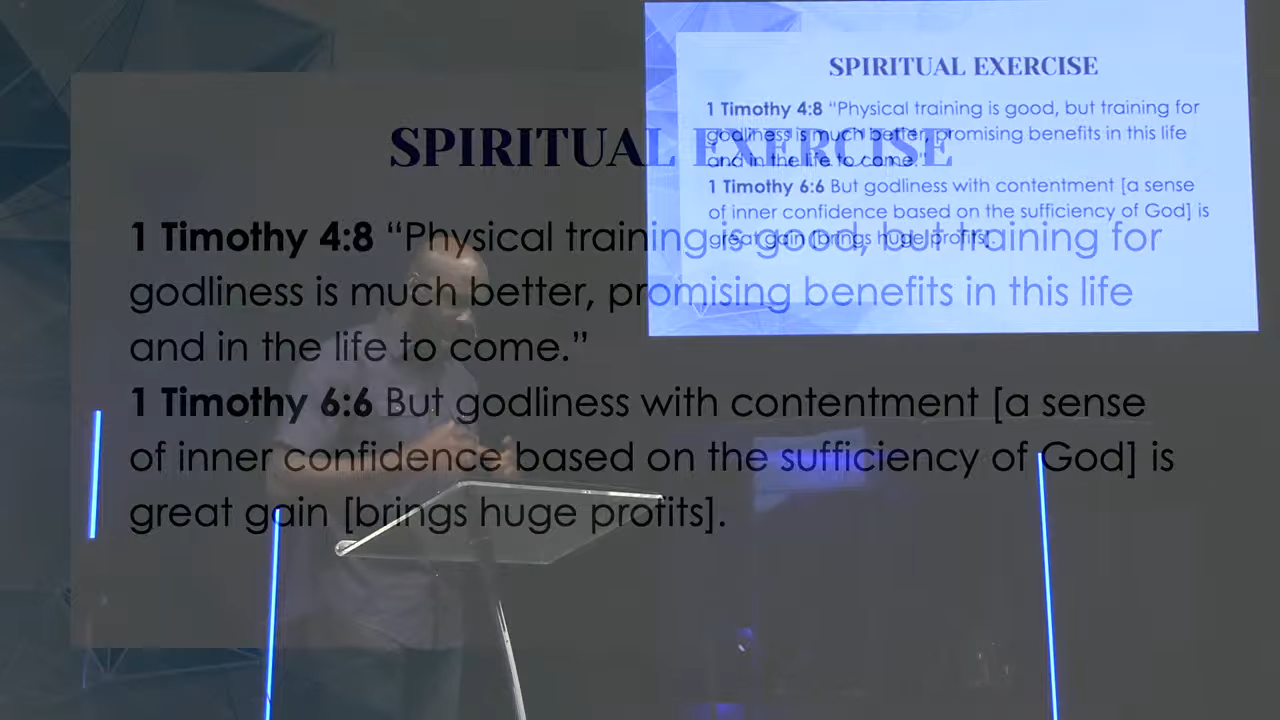 SPIRITUAL EXERCISE
1 Timothy 4:8 “Physical training is good, but training for
godliness is much better, promising benefits in this life
and in the life to come.”
1 Timothy 6:6 But godliness with contentment [a sense
of inner confidence based on the sufficiency of God] is
great gain [brings huge profits].
SPIRITUAL EXERCISE
1 Timothy 4:8 “Physical training is good, but training for
godliness is much better, promising benefits in this life
and in the life to come.”
1 Timothy 6:6 But godliness with contentment [a sense
of inner confidence based on the sufficiency of God] is
great gain [brings huge profits].